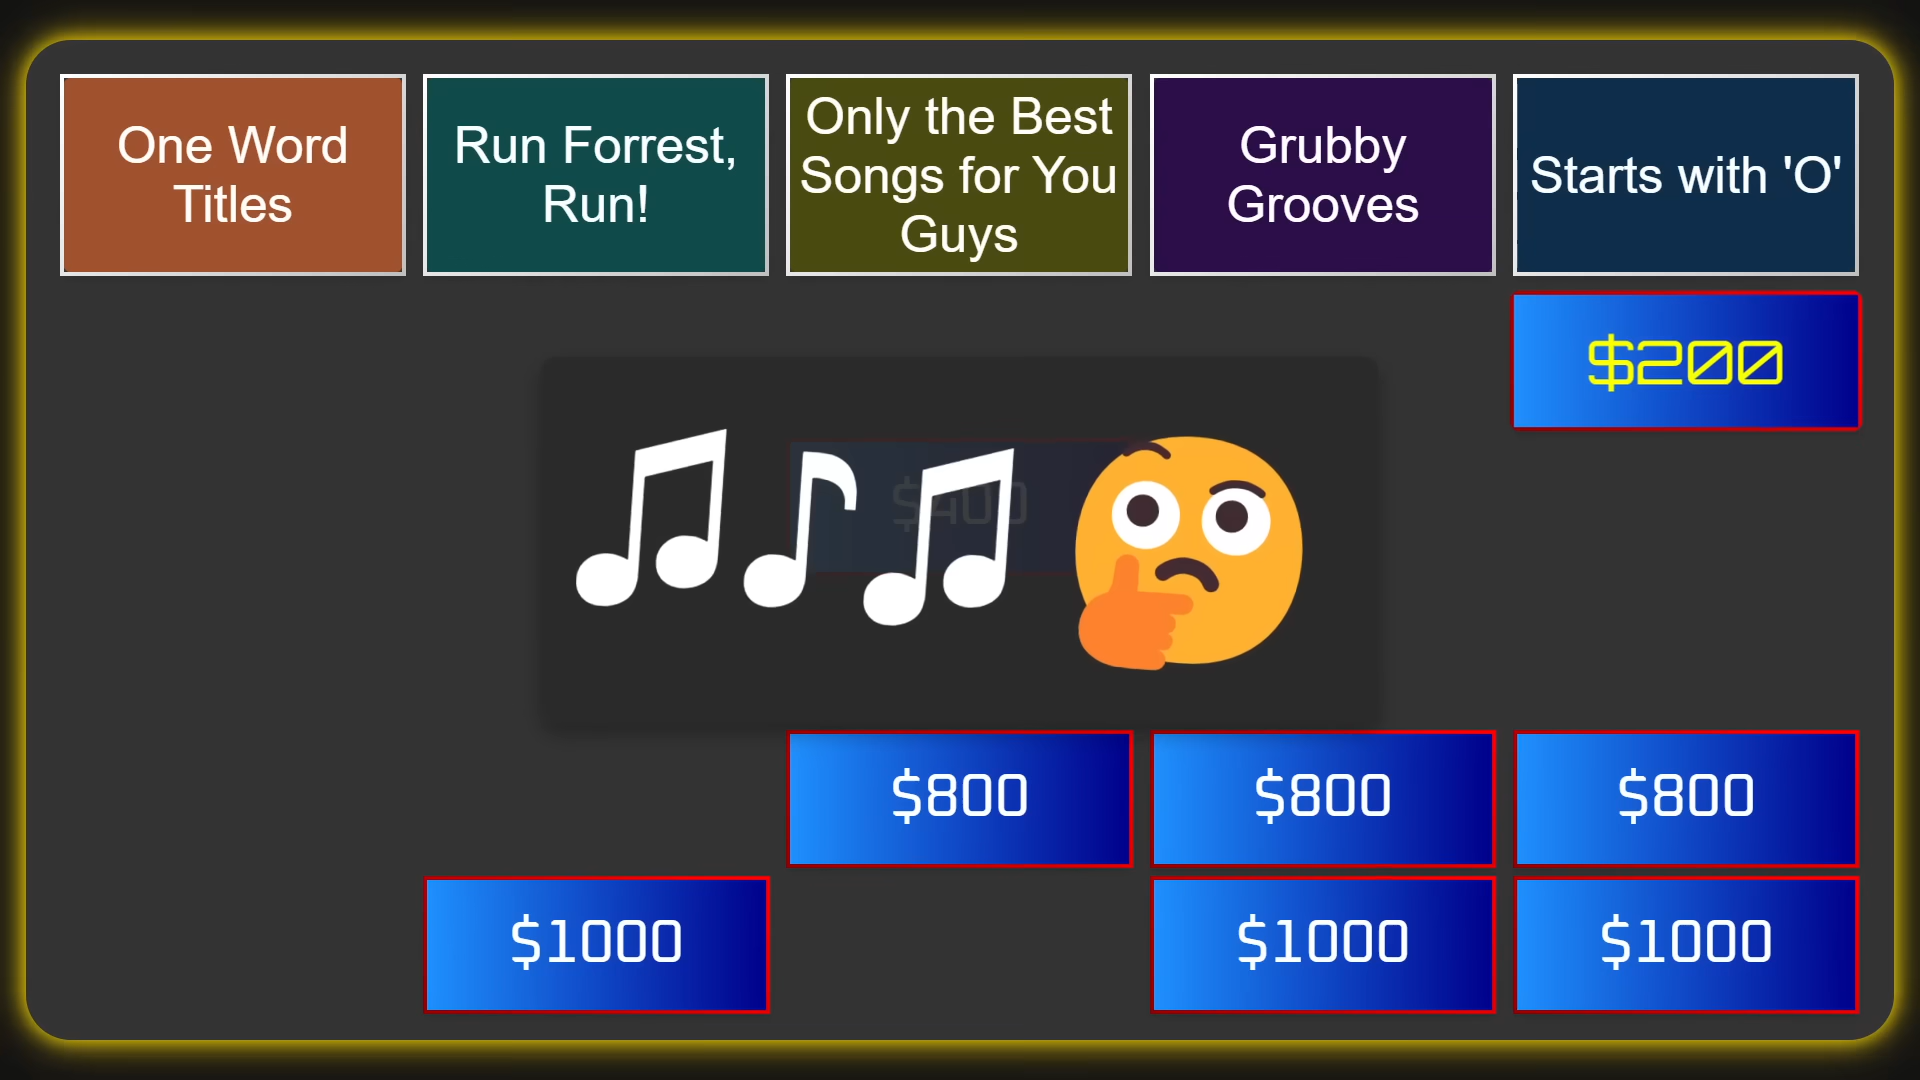 One Word
Titles
Run Forrest,
Run!
Only the Best
Songs for You
Guys
Grubby
Grooves
Starts with 'O'
$200
$400
$800
$800
$800
$1000
$1000
$1000